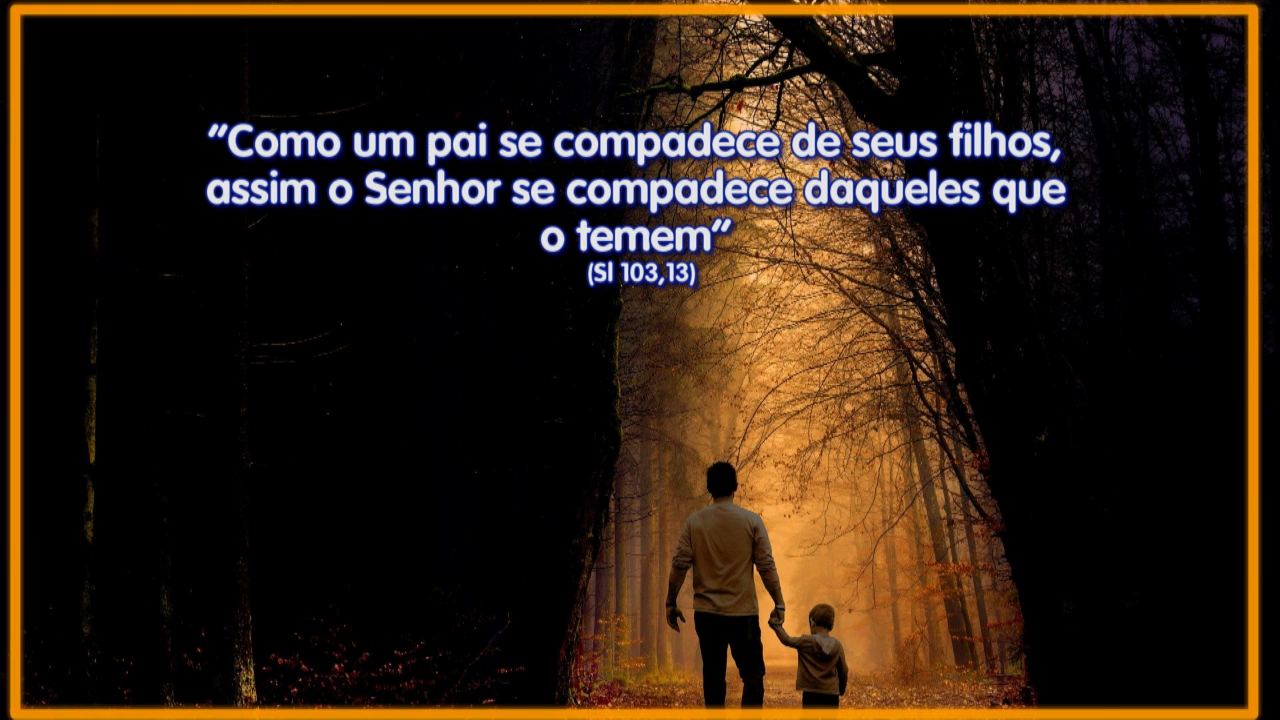 “Como um pai se compadece de seus filhos,
assim o Senhor se compadece daqueles que
o temem”
(Sl 103,13)